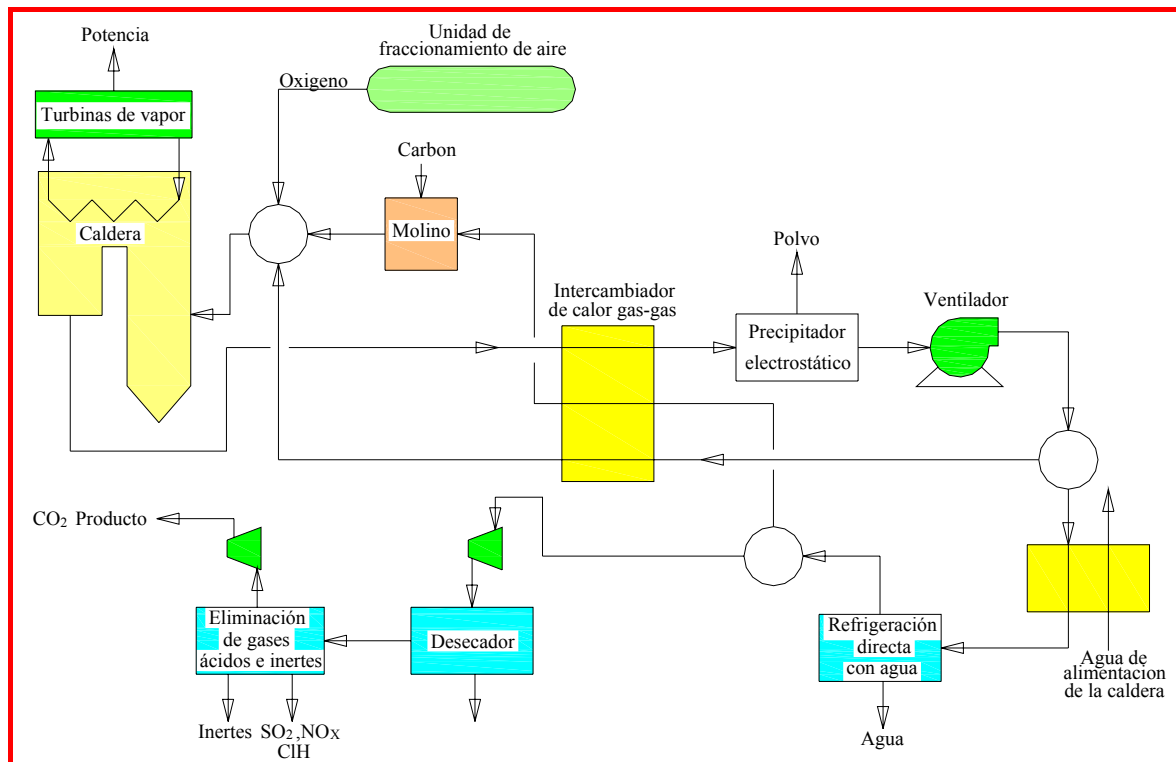 Potencia
Unidad de
fraccionamiento de aire
Oxigeno
Turbinas de vapor
Carbon
Caldera
Molino
Polvo
Intercambiador
de calor gas-gas
Ventilador
Precipitador
electrostático
CO2 Producto
Eliminación
de gases
ácidos e inertes
Desecador
Refrigeración
directa
con agua
Agua de
alimentacion
de la caldera
Inertes
SO2 ,NOX
ClH
Agua